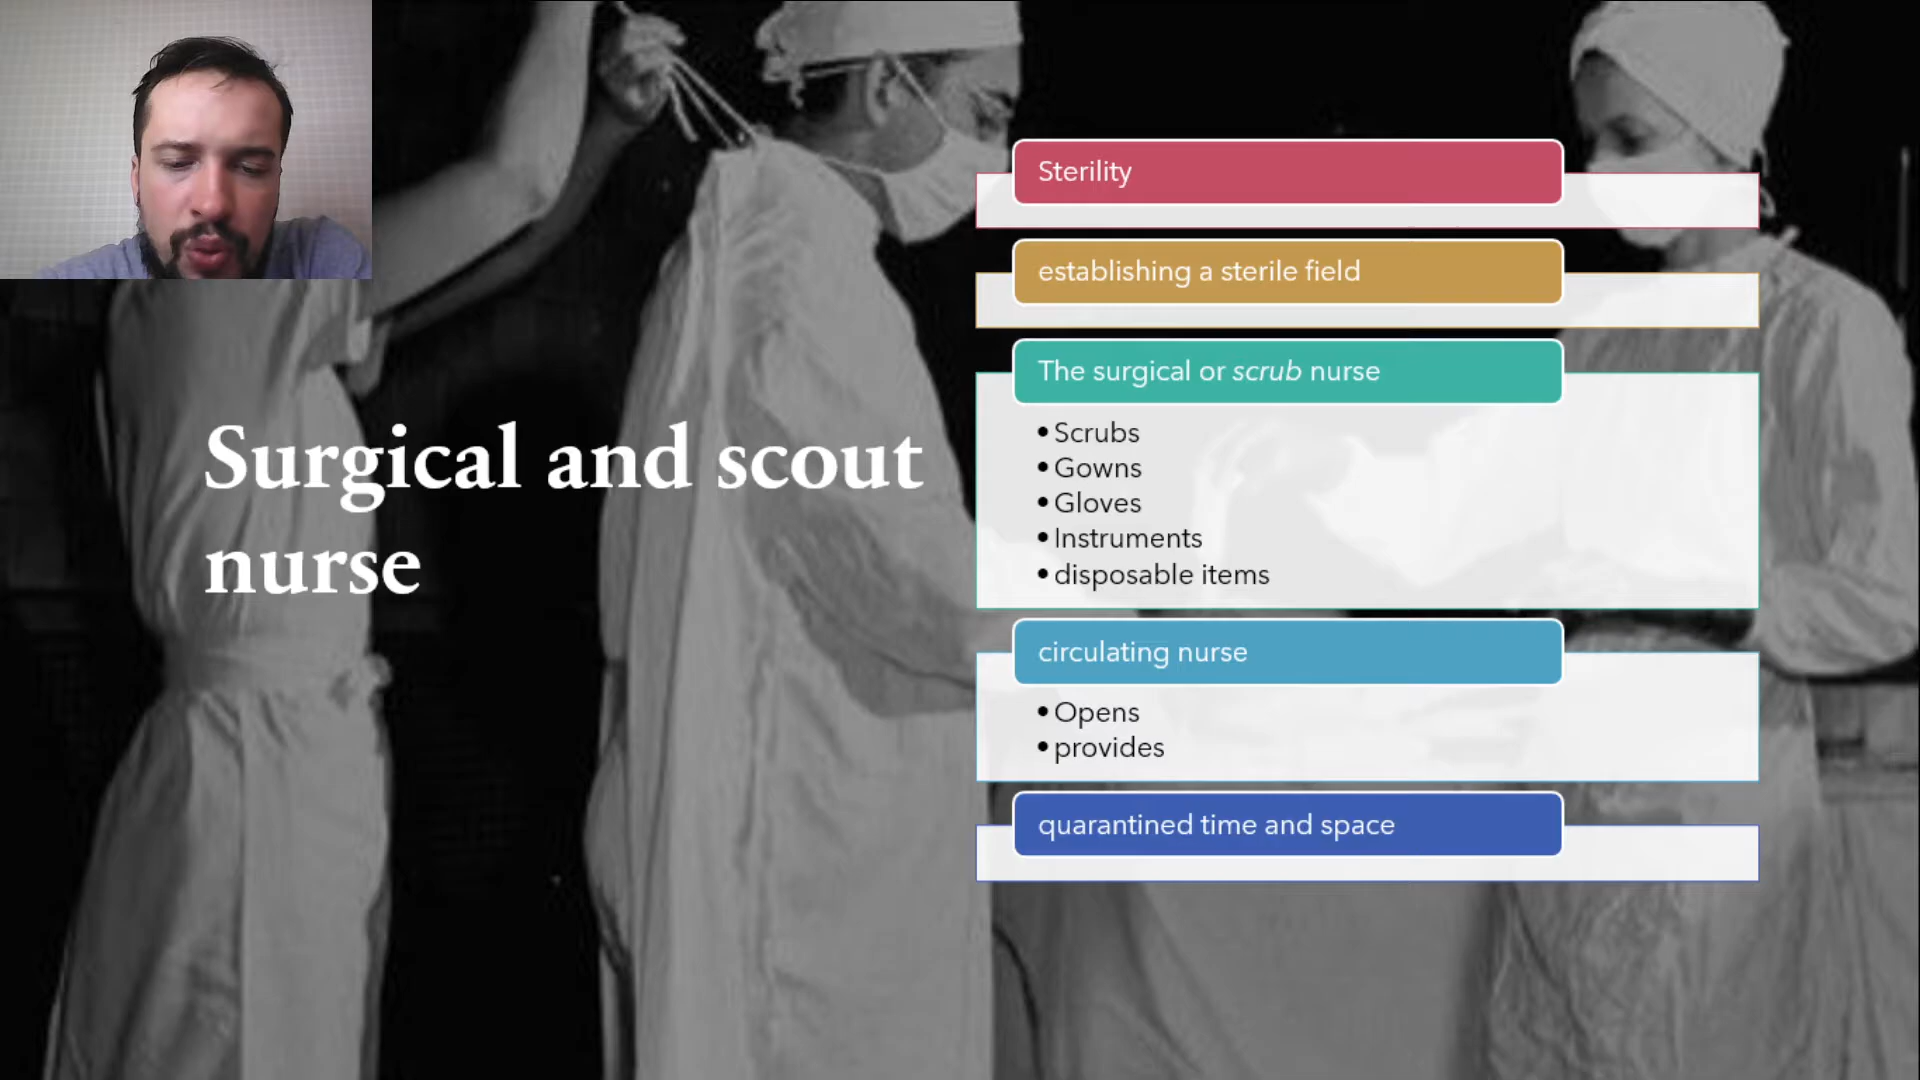 Surgical and scout
nurse
Sterility
establishing a sterile field
The surgical or scrub nurse
•Scrubs
•Gowns
•Gloves
•Instruments
•disposable items
circulating nurse
•Opens
•provides
quarantined time and space